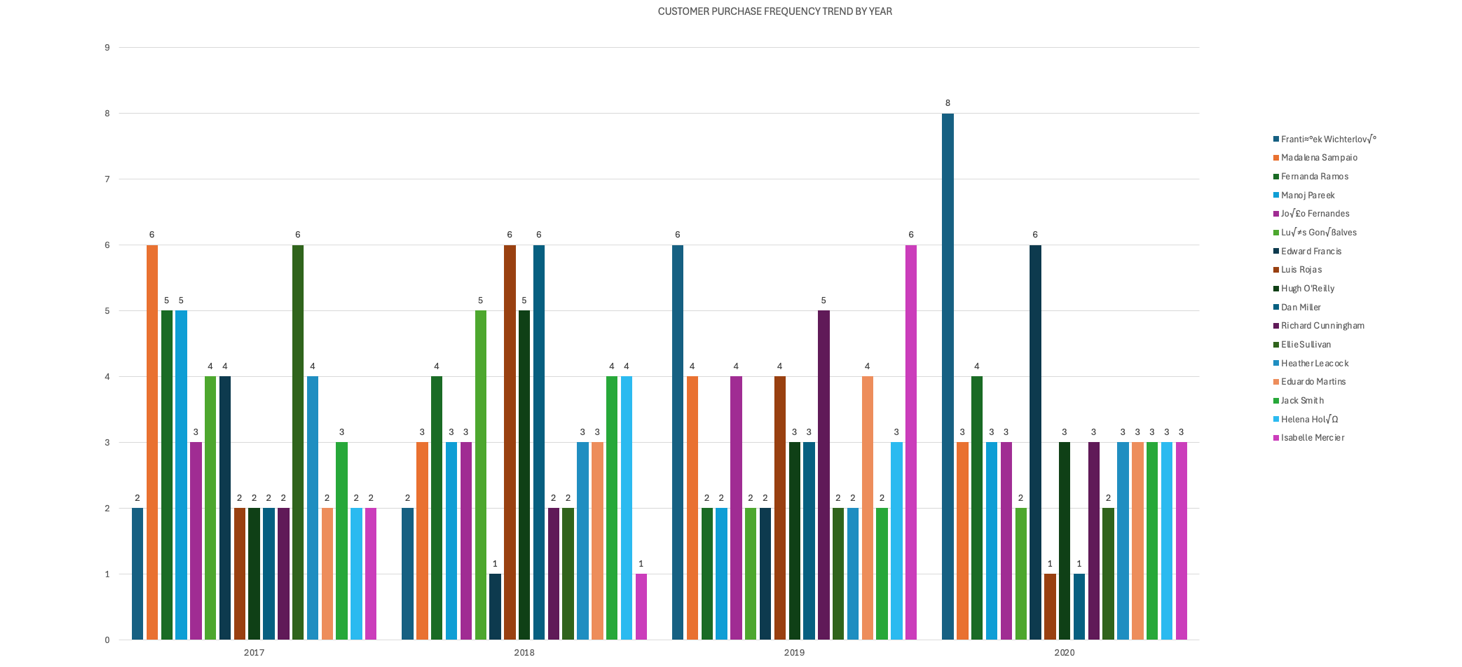 CUSTOMER PURCHASE FREQUENCY TREND BY YEAR
9
8
8
7
6
6
6 6
6
6
6
6
5 5
5
5
5
5
4 4
4
4
4 4
4
4
4
4
4
4
3
3
3
3 3
3 3
3 3
3
3
3 3
3
3
3 3 3 3 3
2
2
2 2 2 2
2
2 2
2
2 2
2 2
2 2
2 2
2
2
2
1
1
1
1
1
0
2017
2018
2019
2020
Franti≈°ek Wichterlov√°
Madalena Sampaio
Fernanda Ramos
Manoj Pareek
Jo√£o Fernandes
Lu√≠s Gon√ßalves
Edward Francis
Luis Rojas
Hugh O'Reilly
Dan Miller
Richard Cunningham
Ellie Sullivan
Heather Leacock
Eduardo Martins
Jack Smith
Helena Hol√Ω
Isabelle Mercier